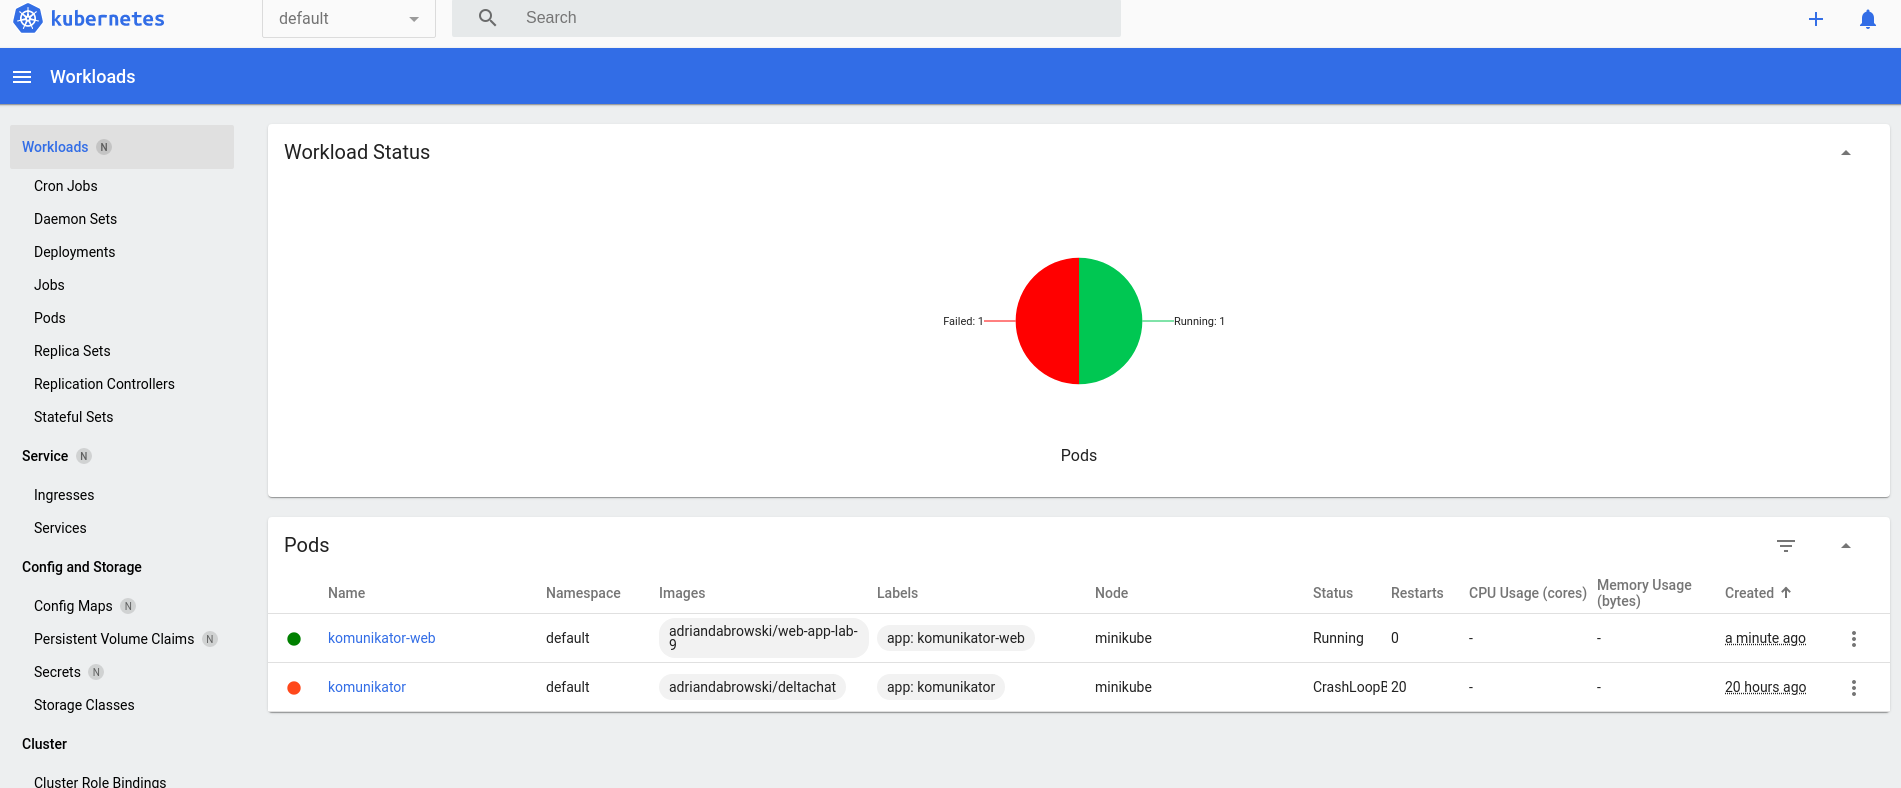 kubernetes
default
Search
Workloads
Workloads N
Cron Jobs
Daemon Sets
Deployments
Jobs
Pods
Replica Sets
Replication Controllers
Stateful Sets
Service N
Ingresses
Services
Config and Storage
Config Maps N
Persistent Volume Claims N
Secrets N
Storage Classes
Cluster
Cluster Role Bindings
Workload Status
Failed: 1
Running: 1
Pods
Pods
Name Namespace Images Labels Node Status Restarts CPU Usage (cores) Memory Usage (bytes) Created
komunikator-web default adriandabrowski/web-app-lab-9 app: komunikator-web minikube Running 0 - - a minute ago
komunikator default adriandabrowski/deltachat app: komunikator minikube CrashLoopB 20 - - 20 hours ago